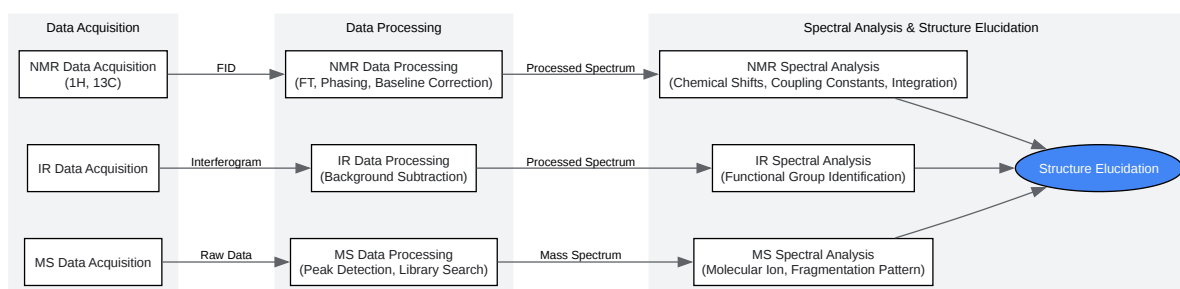 Data Acquisition
Data Processing
Spectral Analysis & Structure Elucidation
NMR Data Acquisition
(1H, 13C)
FID
NMR Data Processing
(FT, Phasing, Baseline Correction)
Processed Spectrum
NMR Spectral Analysis
(Chemical Shifts, Coupling Constants, Integration)
IR Data Acquisition
Interferogram
IR Data Processing
(Background Subtraction)
Processed Spectrum
IR Spectral Analysis
(Functional Group Identification)
Structure Elucidation
MS Data Acquisition
Raw Data
MS Data Processing
(Peak Detection, Library Search)
Mass Spectrum
MS Spectral Analysis
(Molecular Ion, Fragmentation Pattern)